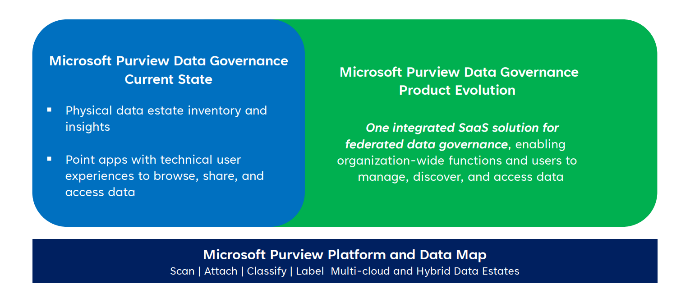 Microsoft Purview Data Governance
Current State
▪ Physical data estate inventory and
insights
▪ Point apps with technical user
experiences to browse, share, and
access data
Microsoft Purview Data Governance
Product Evolution
One integrated SaaS solution for
federated data governance, enabling
organization-wide functions and users to
manage, discover, and access data
Microsoft Purview Platform and Data Map
Scan | Attach | Classify | Label Multi-cloud and Hybrid Data Estates